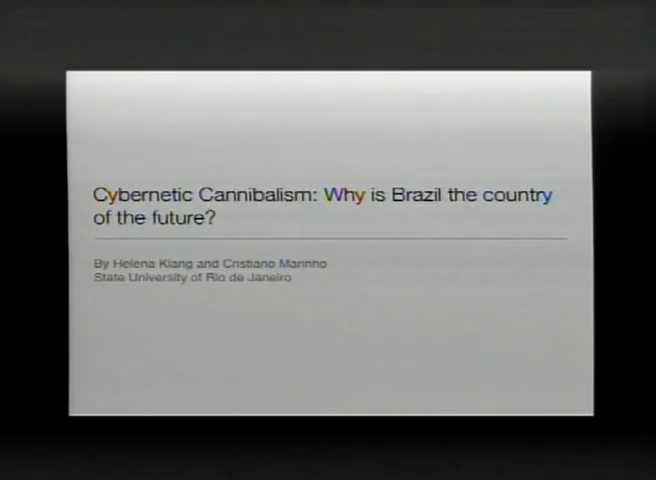 Cybernetic Cannibalism: Why is Brazil the country
of the future?
By Helena Klang and Cristiano Marinho
State University of Rio de Janeiro